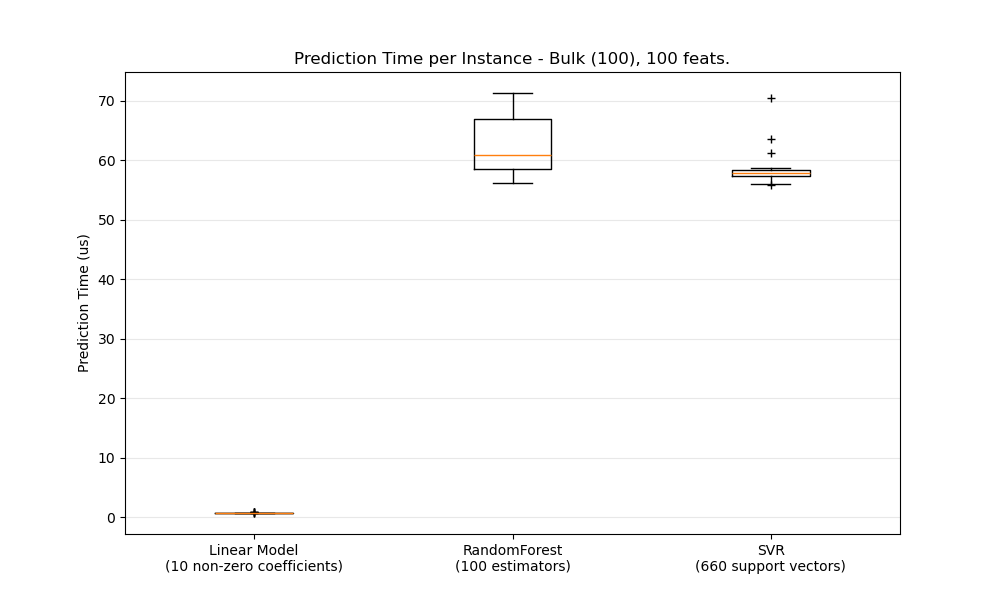 Prediction Time per Instance - Bulk (100), 100 feats.
Prediction Time (us)
70
60
50
40
30
20
10
0
Linear Model
(10 non-zero coefficients)
RandomForest
(100 estimators)
SVR
(660 support vectors)